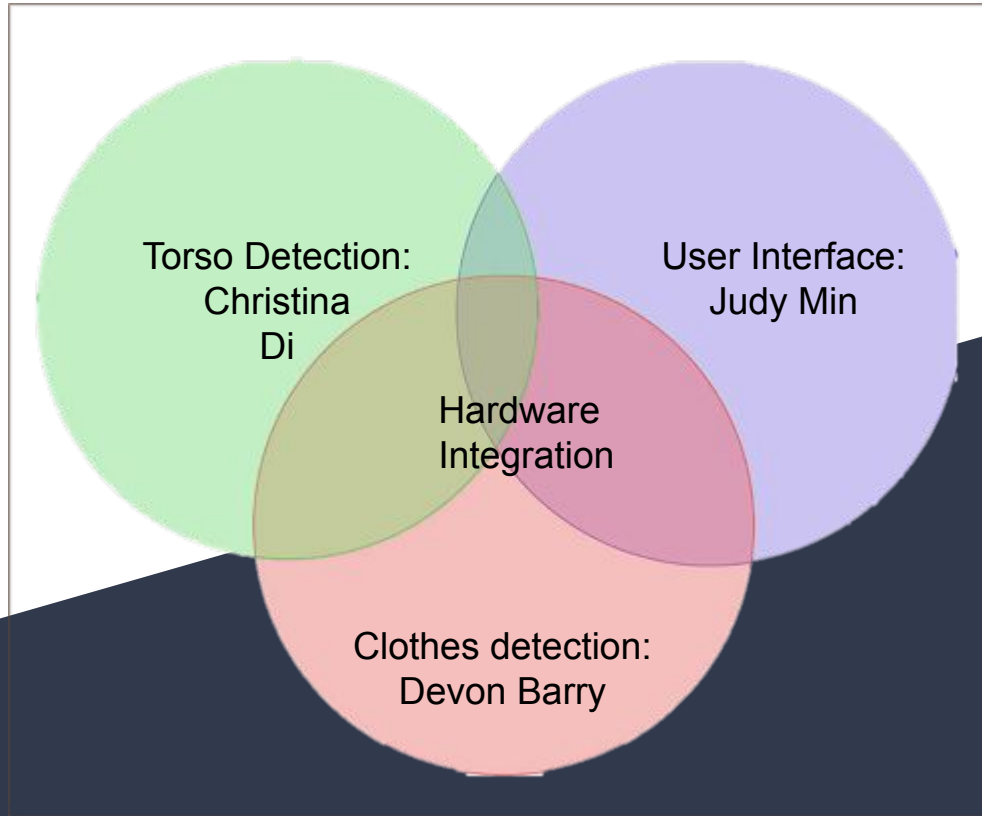 Torso Detection:
Christina
Di
User Interface:
Judy Min
Hardware
Integration
Clothes detection:
Devon Barry